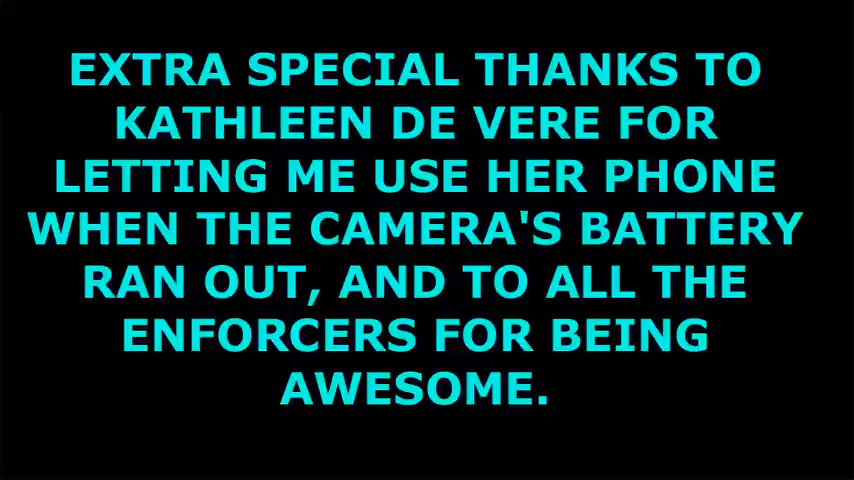 EXTRA SPECIAL THANKS TO
KATHLEEN DE VERE FOR
LETTING ME USE HER PHONE
WHEN THE CAMERA'S BATTERY
RAN OUT, AND TO ALL THE
ENFORCERS FOR BEING
AWESOME.